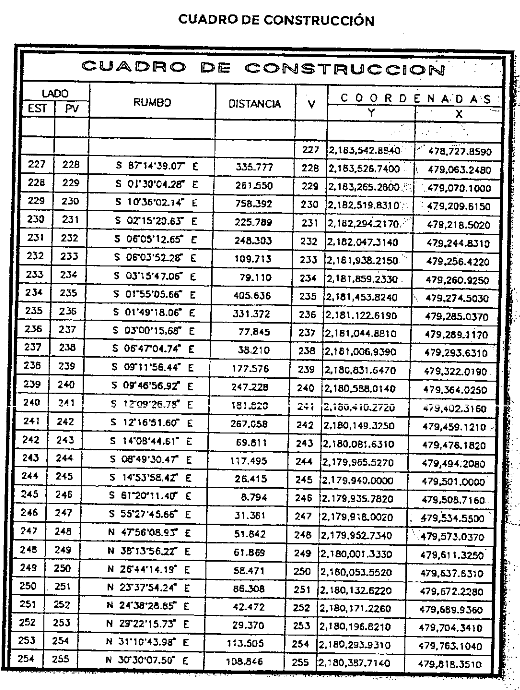 CUADRO DE CONSTRUCCIÓN
CUADRO DE CONSTRUCCION
LADO RUMBO DISTANCIA V COORDENADAS
EST PV Y X
227 2,183,542.8840 478,727.8590
227 228 S 87°14'39.07" E 335.777 228 2,183,526.7400 479,063.2480
228 229 S 01°30'04.28" E 261.550 229 2,183,265.2800 479,070.1000
229 230 S 10°36'02.14" E 758.392 230 2,182,519.8310 479,209.6150
230 231 S 02°15'20.63" E 225.789 231 2,182,294.2170 479,218.5020
231 232 S 06°05'12.65" E 248.303 232 2,182,047.3140 479,244.8310
232 233 S 06°03'52.28" E 109.713 233 2,181,938.2150 479,256.4220
233 234 S 03°15'47.06" E 79.110 234 2,181,859.2330 479,260.9250
234 235 S 01°55'05.66" E 405.636 235 2,181,453.8240 479,274.5030
235 236 S 01°49'18.06" E 331.372 236 2,181,122.6190 479,285.0370
236 237 S 03°00'15.68" E 77.845 237 2,181,044.8810 479,289.1170
237 238 S 06°47'04.74" E 38.210 238 2,181,006.9390 479,293.6310
238 239 S 09°11'56.44" E 177.576 239 2,180,831.6470 479,322.0190
239 240 S 09°46'56.92" E 247.228 240 2,180,588.0140 479,364.0250
240 241 S 12°09'26.78" E 181.820 241 2,180,410.2720 479,402.3160
241 242 S 12°16'51.60" E 267.058 242 2,180,149.3250 479,459.1210
242 243 S 14°08'44.61" E 69.811 243 2,180,081.6310 479,476.1820
243 244 S 08°49'30.47" E 117.495 244 2,179,965.5270 479,494.2080
244 245 S 14°53'58.42" E 26.415 245 2,179,940.0000 479,501.0000
245 246 S 61°20'11.40" E 8.794 246 2,179,935.7820 479,508.7160
246 247 S 55°27'45.66" E 31.361 247 2,179,918.0020 479,534.5500
247 248 N 47°56'08.93" E 51.842 248 2,179,952.7340 479,573.0370
248 249 N 38°13'56.22" E 61.869 249 2,180,001.3330 479,611.3250
249 250 N 26°44'14.19" E 58.471 250 2,180,053.5520 479,637.6310
250 251 N 23°37'54.24" E 86.308 251 2,180,132.6220 479,672.2280
251 252 N 24°38'28.85" E 42.472 252 2,180,171.2260 479,689.9360
252 253 N 29°22'15.73" E 29.370 253 2,180,196.8210 479,704.3410
253 254 N 31°10'43.98" E 113.505 254 2,180,293.9310 479,763.1040
254 255 N 30°30'07.50" E 108.846 255 2,180,387.7140 479,818.3510